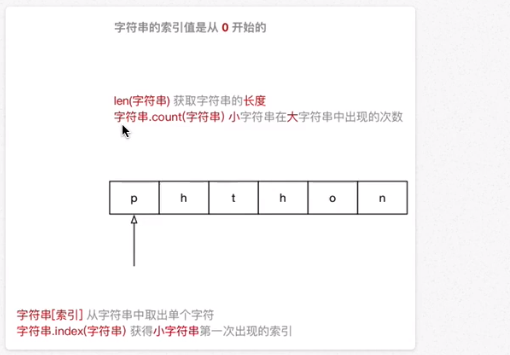 字符串的索引值是从 0 开始的
len(字符串) 获取字符串的长度
字符串.count(字符串) 小字符串在大字符串中出现的次数
p h t h o n
字符串[索引] 从字符串中取出单个字符
字符串.index(字符串) 获得小字符串第一次出现的索引